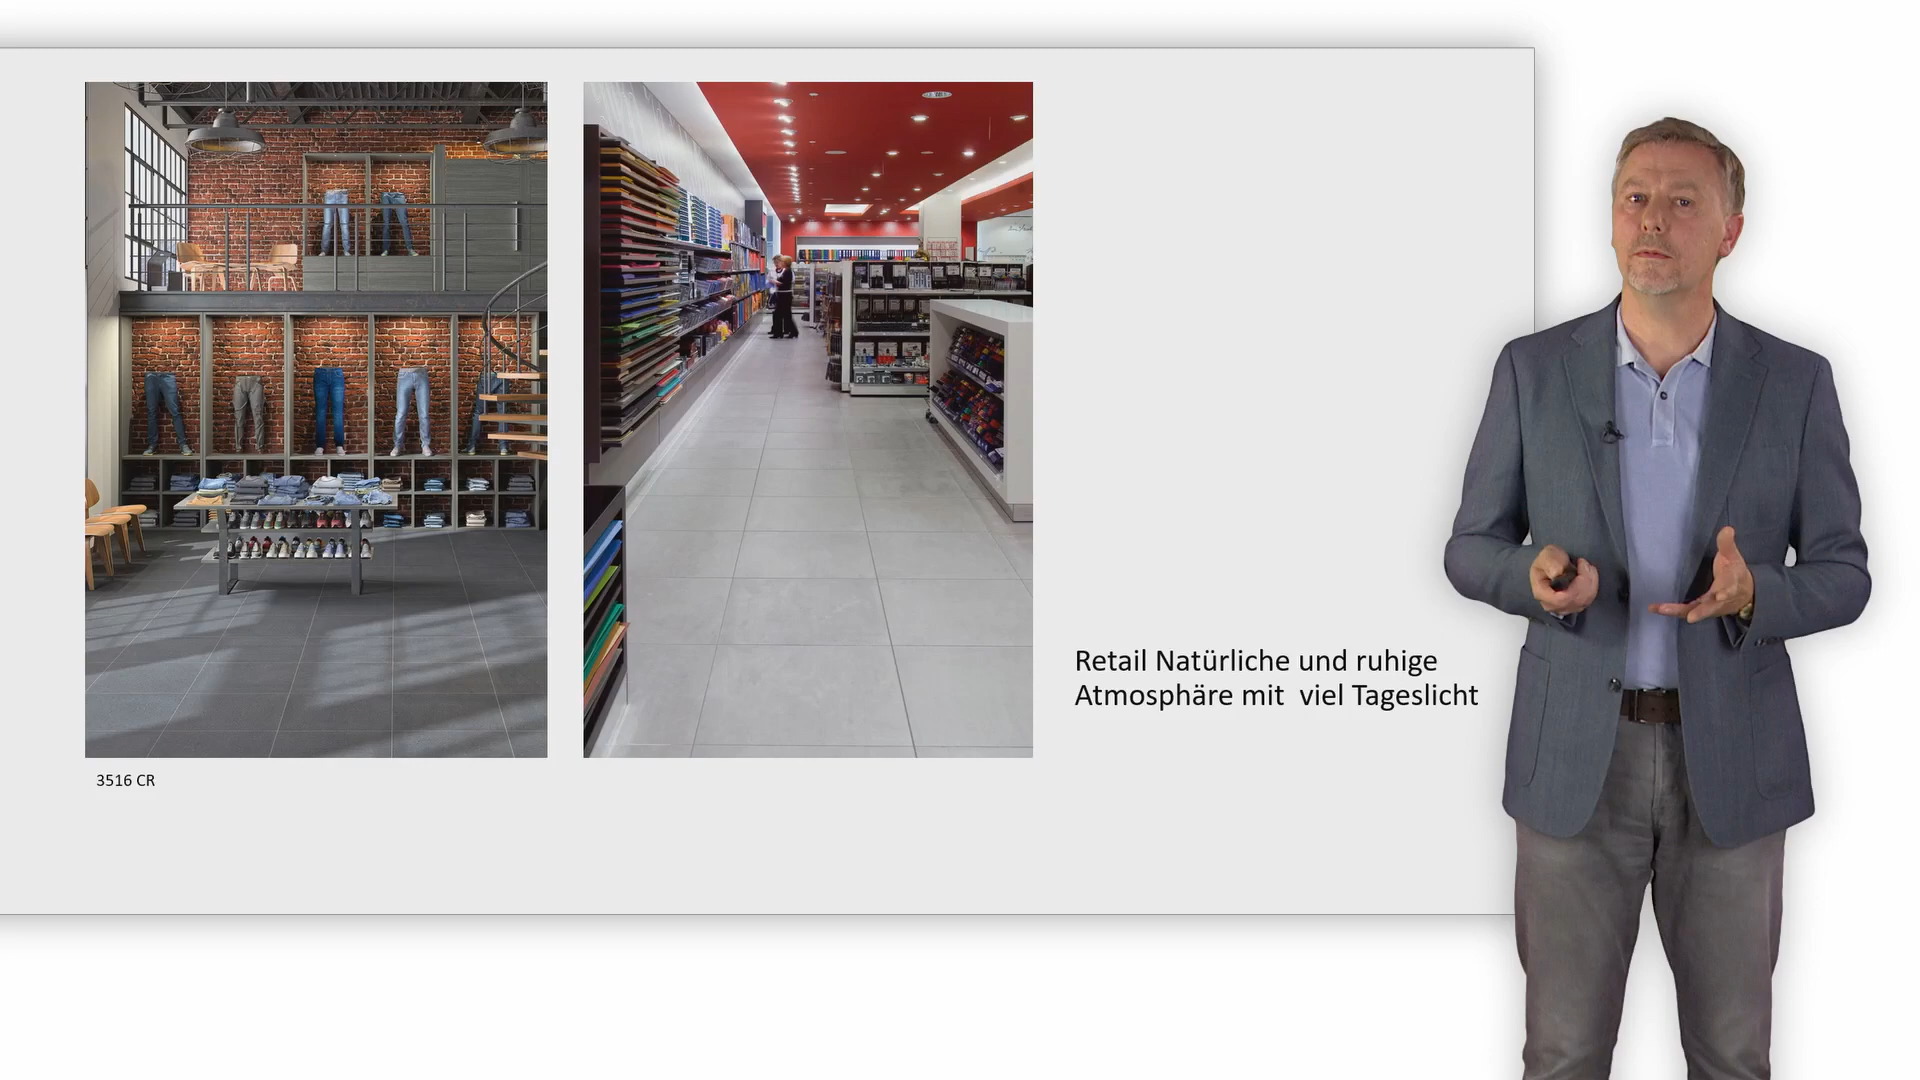 Retail Natürliche und ruhige
Atmosphäre mit  viel Tageslicht
3516 CR